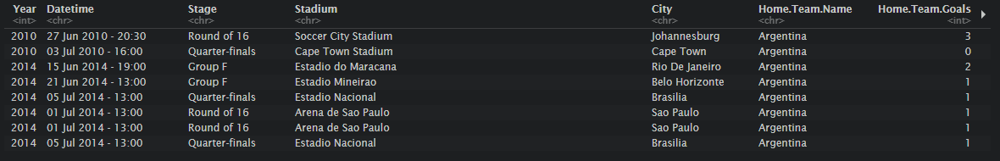 Year Datetime Stage Stadium City Home.Team.Name Home.Team.Goals
<int> <chr> <chr> <chr> <chr> <chr> <int>
2010 27 Jun 2010 - 20:30 Round of 16 Soccer City Stadium Johannesburg Argentina 3
2010 03 Jul 2010 - 16:00 Quarter-finals Cape Town Stadium Cape Town Argentina 0
2014 15 Jun 2014 - 19:00 Group F Estadio do Maracana Rio De Janeiro Argentina 2
2014 21 Jun 2014 - 13:00 Group F Estadio Mineirao Belo Horizonte Argentina 1
2014 05 Jul 2014 - 13:00 Quarter-finals Estadio Nacional Brasilia Argentina 1
2014 01 Jul 2014 - 13:00 Round of 16 Arena de Sao Paulo Sao Paulo Argentina 1
2014 01 Jul 2014 - 13:00 Round of 16 Arena de Sao Paulo Sao Paulo Argentina 1
2014 05 Jul 2014 - 13:00 Quarter-finals Estadio Nacional Brasilia Argentina 1